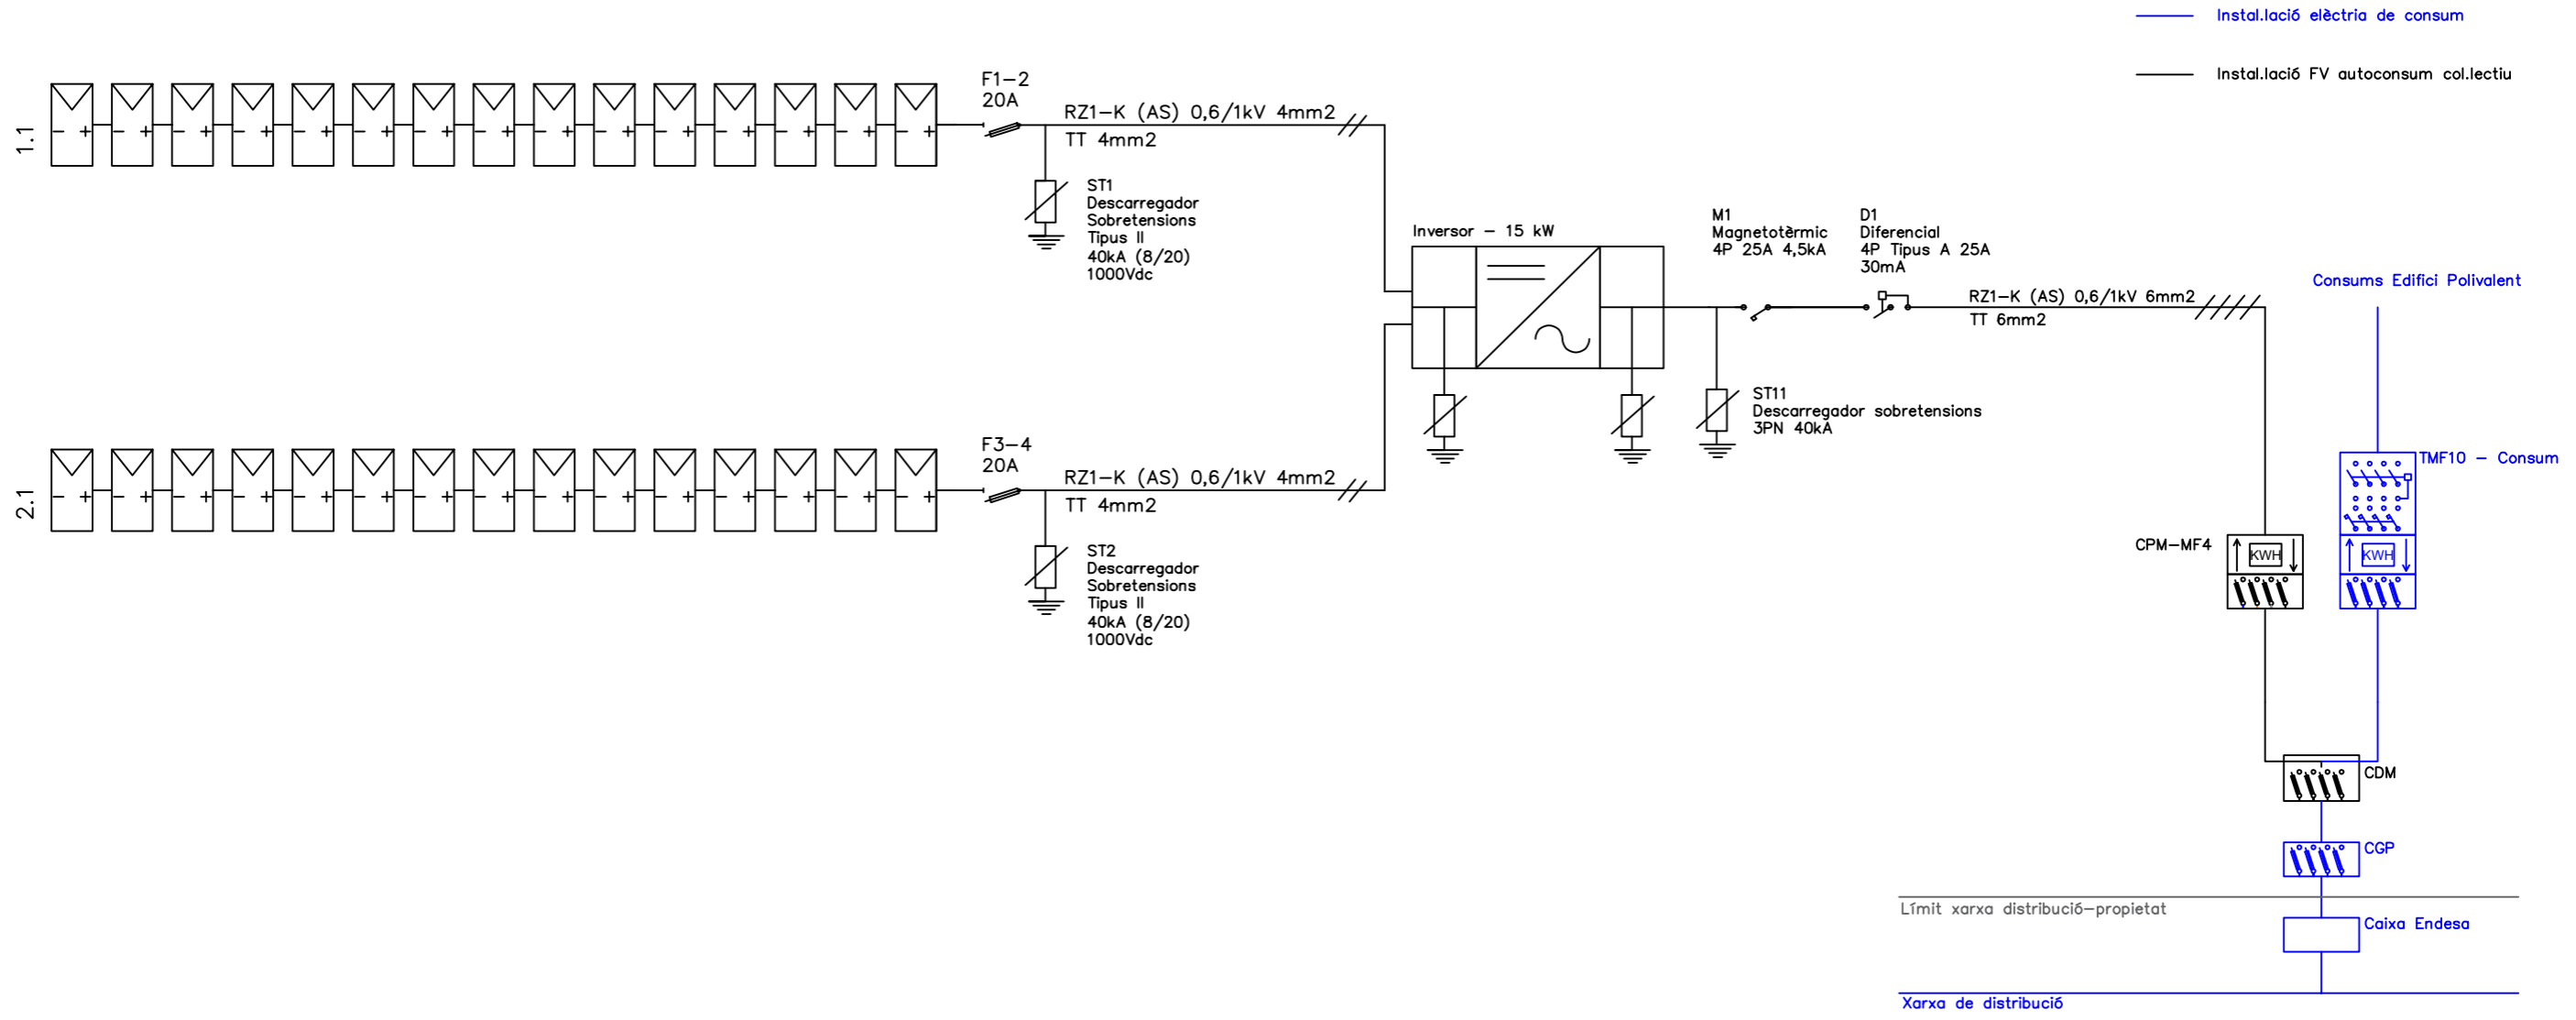 Instal.lació elèctria de consum
Instal.lació FV autoconsum col.lectiu
1.1
- + - + - + - + - + - + - + - + - + - + - + - + - + - + - +
F1-2
20A
RZ1-K (AS) 0,6/1kV 4mm2
TT 4mm2
ST1
Descarregador
Sobretensions
Tipus II
40kA (8/20)
1000Vdc
Inversor - 15 kW
M1
Magnetotèrmic
4P 25A 4,5kA
D1
Diferencial
4P Tipus A 25A
30mA
RZ1-K (AS) 0,6/1kV 6mm2
TT 6mm2
ST11
Descarregador sobretensions
3PN 40kA
Consums Edifici Polivalent
2.1
- + - + - + - + - + - + - + - + - + - + - + - + - + - + - +
F3-4
20A
RZ1-K (AS) 0,6/1kV 4mm2
TT 4mm2
ST2
Descarregador
Sobretensions
Tipus II
40kA (8/20)
1000Vdc
TMF10 - Consum
CPM-MF4
KWH
KWH
CDM
CGP
Límit xarxa distribució-propietat
Caixa Endesa
Xarxa de distribució